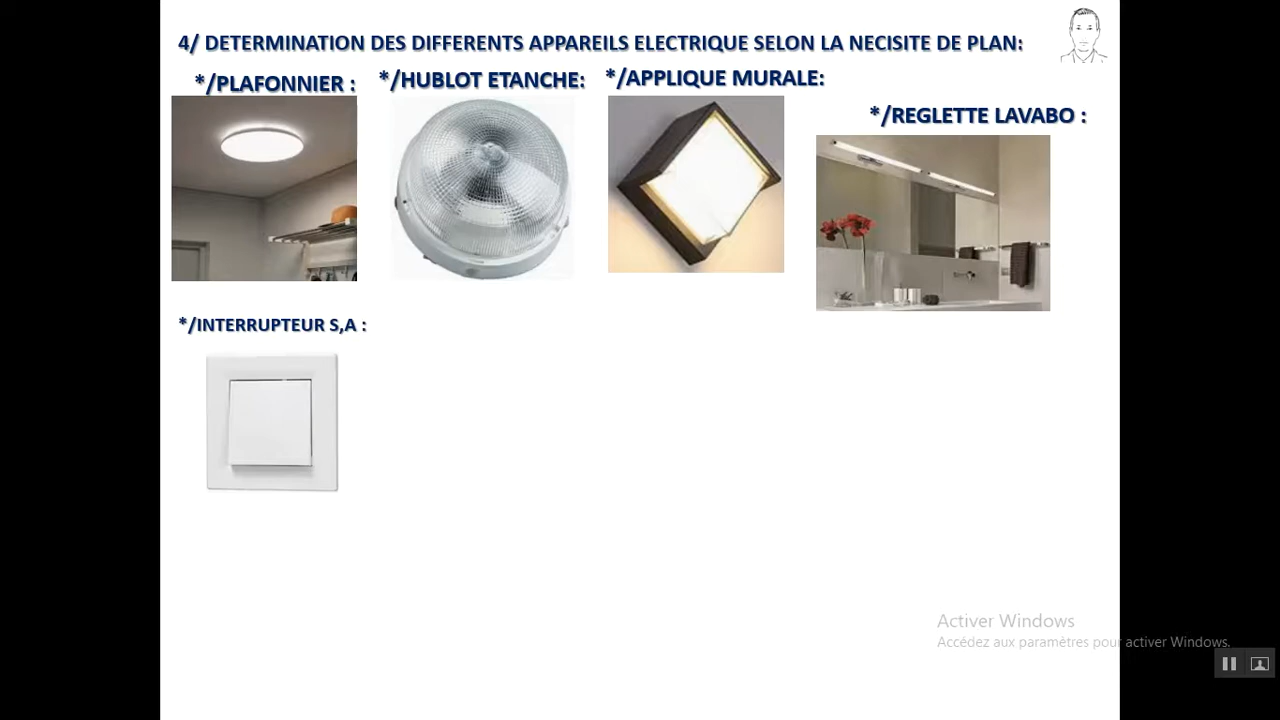 4/ DETERMINATION DES DIFFERENTS APPAREILS ELECTRIQUE SELON LA NECISITE DE PLAN:
*/PLAFONNIER :
*/HUBLOT ETANCHE:
*/APPLIQUE MURALE:
*/REGLETTE LAVABO :
*/INTERRUPTEUR S,A :
Activer Windows
Accédez aux paramètres pour activer Windows.